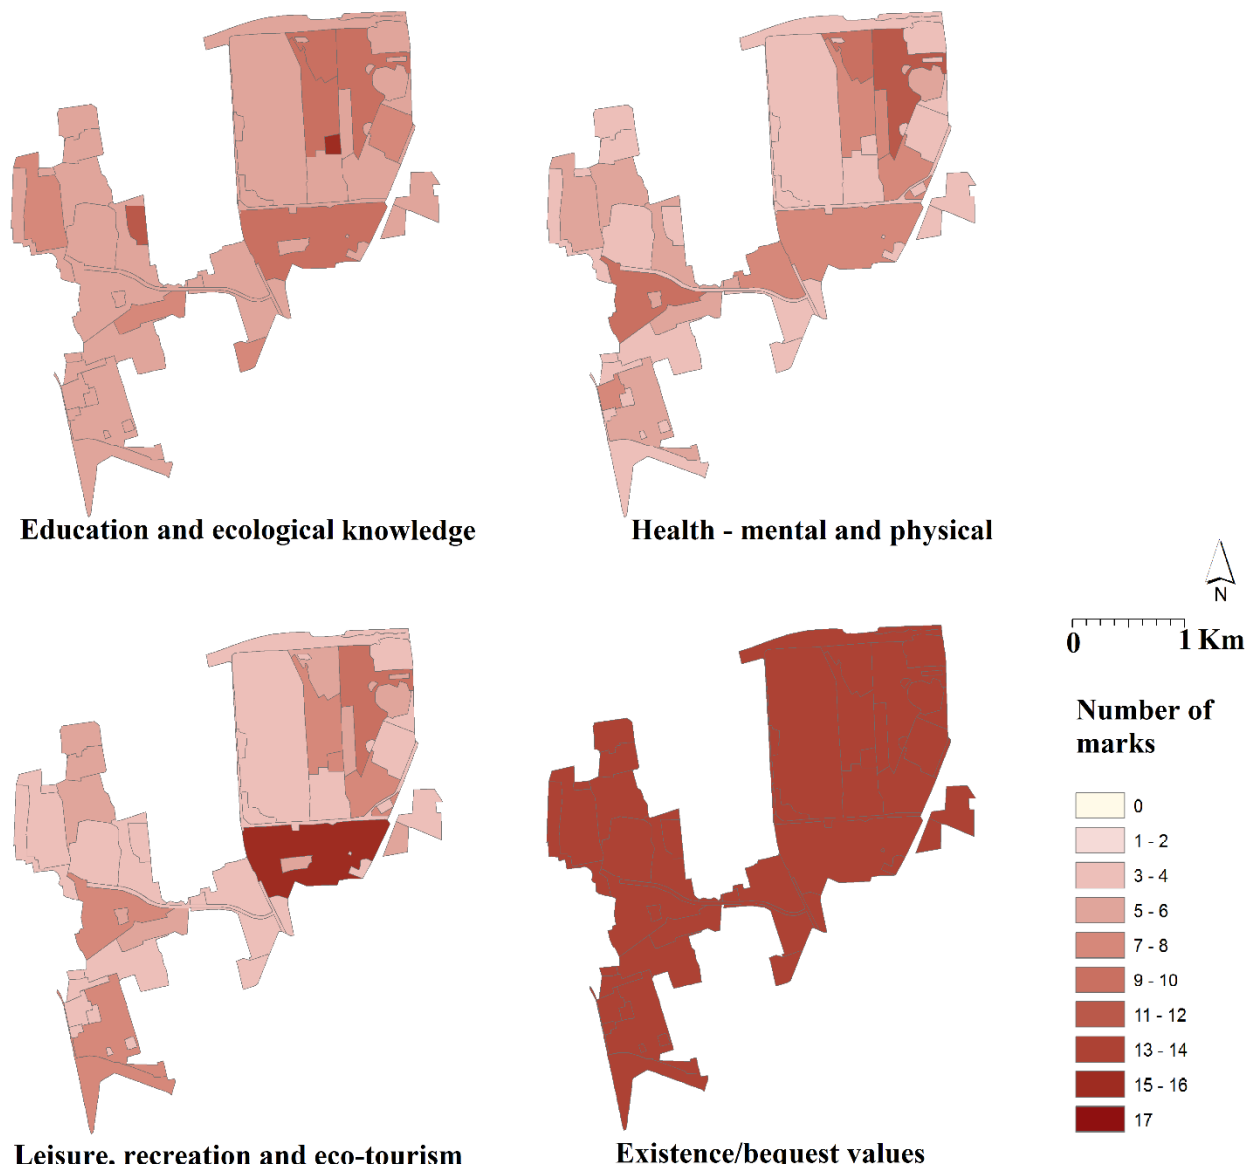 Education and ecological knowledge
Health - mental and physical
N
0 1 Km
Number of
marks
0
1 - 2
3 - 4
5 - 6
7 - 8
9 - 10
11 - 12
13 - 14
15 - 16
17
Leisure, recreation and eco-tourism
Existence/bequest values